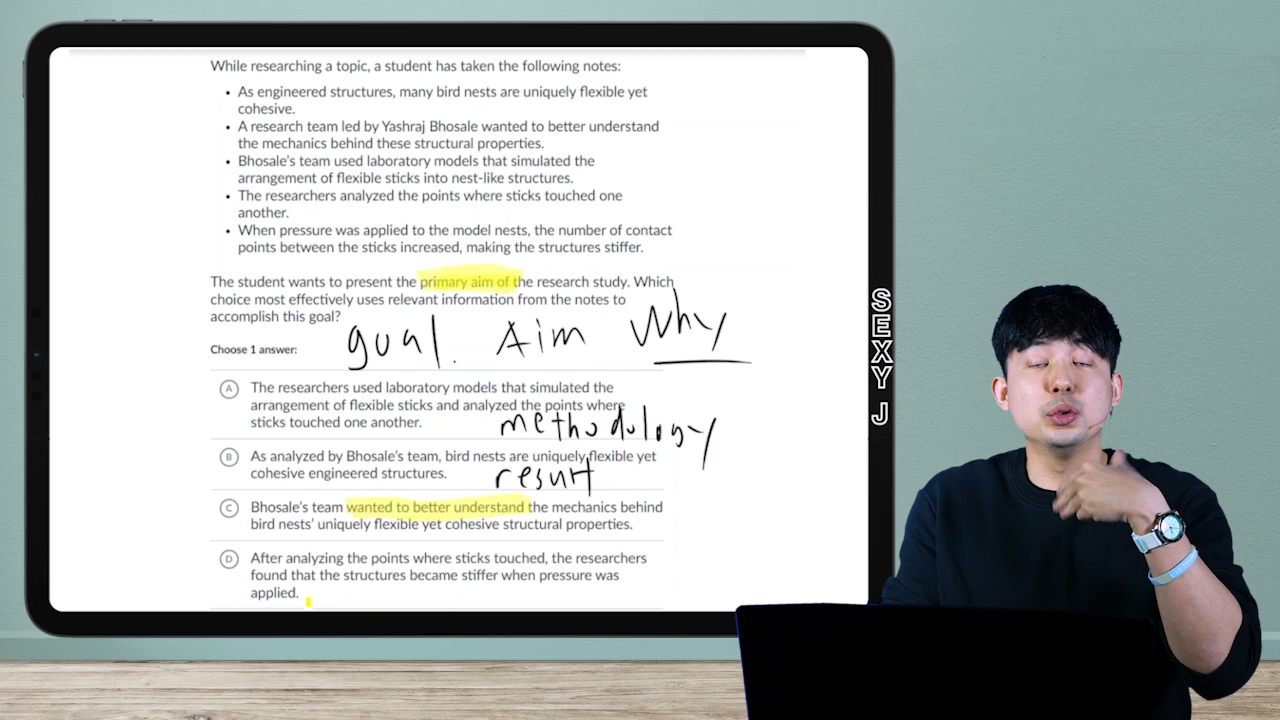 While researching a topic, a student has taken the following notes:
• As engineered structures, many bird nests are uniquely flexible yet
cohesive.
• A research team led by Yashraj Bhosale wanted to better understand
the mechanics behind these structural properties.
• Bhosale's team used laboratory models that simulated the
arrangement of flexible sticks into nest-like structures.
• The researchers analyzed the points where sticks touched one
another.
• When pressure was applied to the model nests, the number of contact
points between the sticks increased, making the structures stiffer.
The student wants to present the primary aim of the research study. Which
choice most effectively uses relevant information from the notes to
accomplish this goal?
goal. Aim Why
Choose 1 answer:
A The researchers used laboratory models that simulated the
arrangement of flexible sticks and analyzed the points where
sticks touched one another.
methodology
B As analyzed by Bhosale's team, bird nests are uniquely flexible yet
cohesive engineered structures.
result
C Bhosale's team wanted to better understand the mechanics behind
bird nests' uniquely flexible yet cohesive structural properties.
D After analyzing the points where sticks touched, the researchers
found that the structures became stiffer when pressure was
applied.
SEXY J